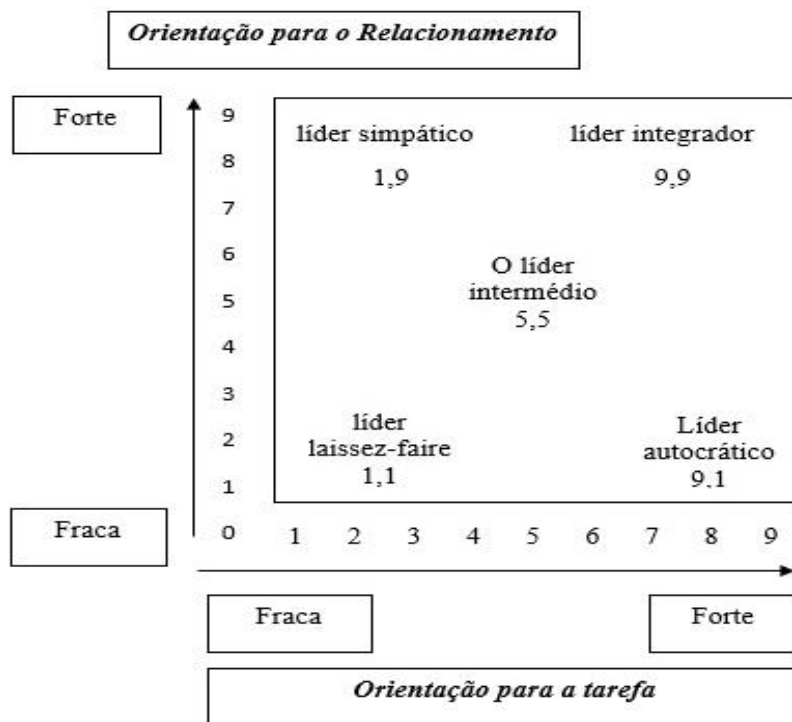 Orientação para o Relacionamento
Forte
9
líder simpático líder integrador
8
1,9 9,9
7
6
O líder
intermédio
5
5,5
4
3
líder Líder
2
laissez-faire autocrático
1,1 9,1
1
Fraca
0 1 2 3 4 5 6 7 8 9
Fraca Forte
Orientação para a tarefa